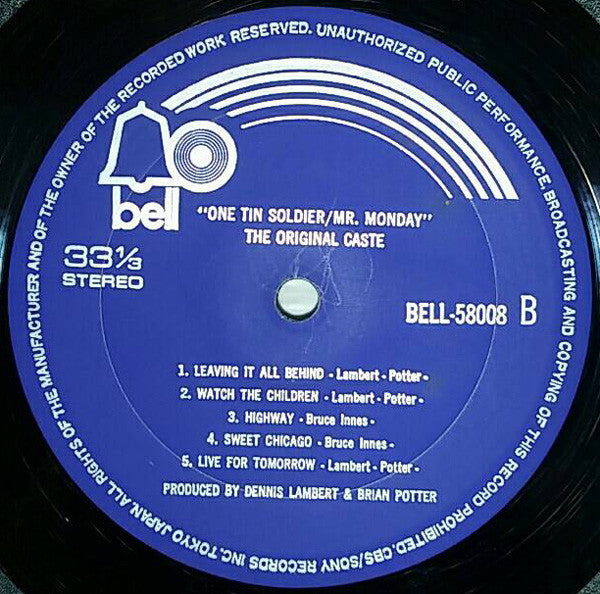 ALL RIGHTS OF THE MANUFACTURER AND OF THE OWNER OF THE RECORDED WORK RESERVED. UNAUTHORIZED PUBLIC PERFORMANCE, BROADCASTING AND COPYING OF THIS RECORD PROHIBITED. CBS/SONY RECORDS INC. TOKYO JAPAN.
bell
"ONE TIN SOLDIER/MR. MONDAY"
THE ORIGINAL CASTE
33⅓
STEREO
BELL-58008 B
1. LEAVING IT ALL BEHIND - Lambert - Potter -
2. WATCH THE CHILDREN - Lambert - Potter -
3. HIGHWAY - Bruce Innes -
4. SWEET CHICAGO - Bruce Innes -
5. LIVE FOR TOMORROW - Lambert - Potter -
PRODUCED BY DENNIS LAMBERT & BRIAN POTTER